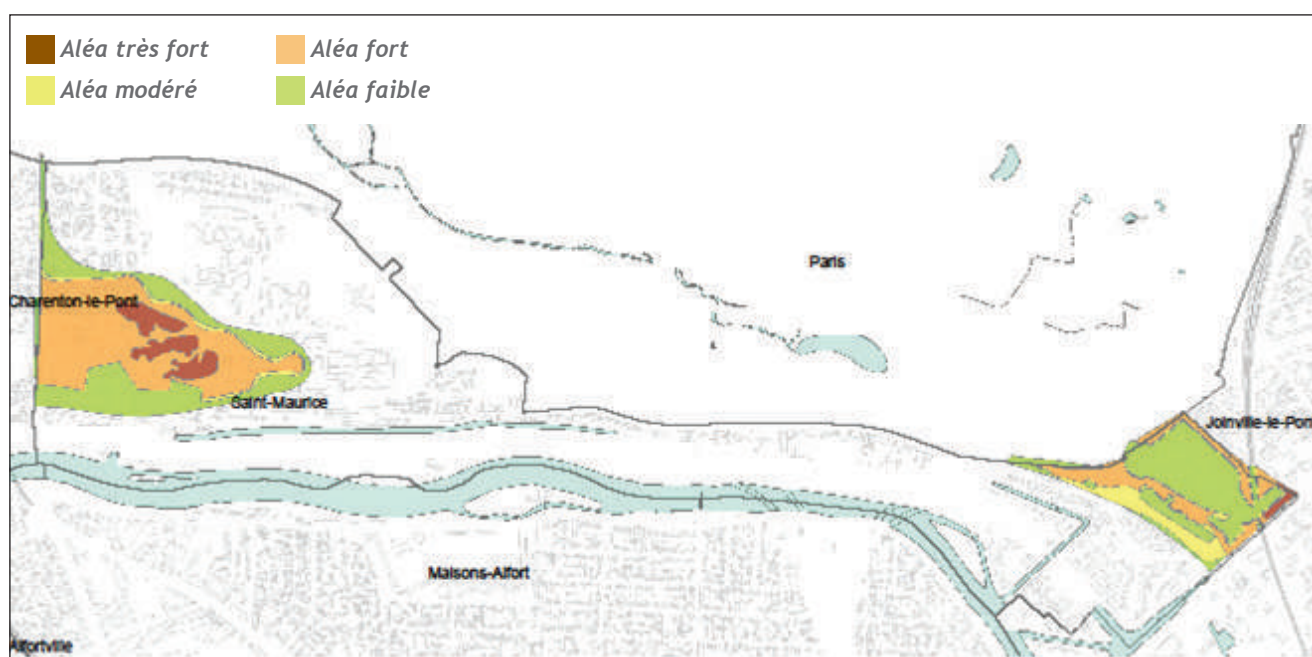 Aléa très fort
Aléa fort
Aléa modéré
Aléa faible
Paris
Charenton-le-Pont
Saint-Maurice
Joinville-le-Pon
Maisons-Alfort
Alfortville